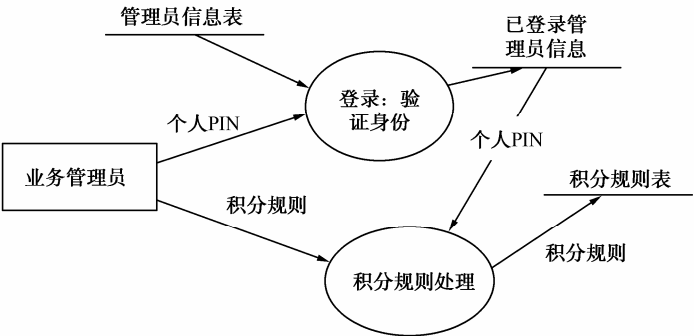 管理员信息表
已登录管
理员信息
登录：验
证身份
个人PIN
个人PIN
业务管理员
积分规则表
积分规则
积分规则
积分规则处理